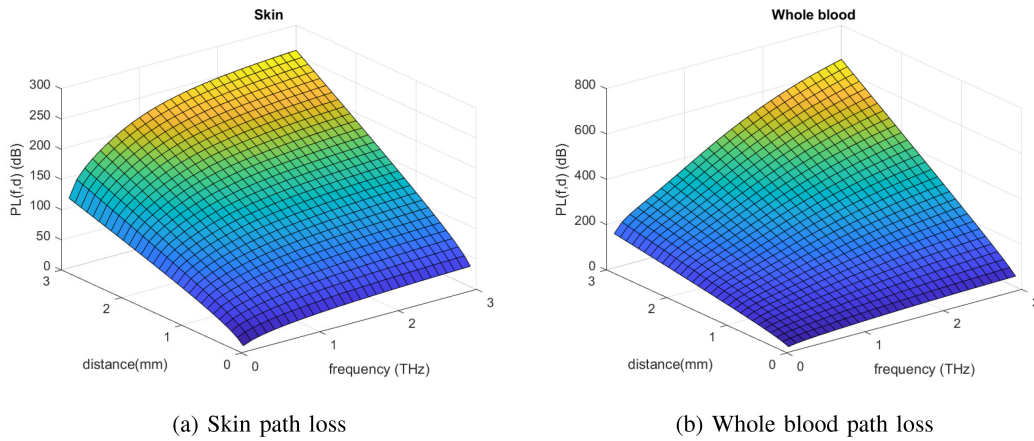 Skin
300
250
200
150
100
50
0
PL(f,d) (dB)
3
2
1
0
distance(mm)
0
1
2
3
frequency (THz)
(a) Skin path loss
Whole blood
800
600
400
200
0
PL(f,d) (dB)
3
2
1
0
distance(mm)
0
1
2
3
frequency (THz)
(b) Whole blood path loss